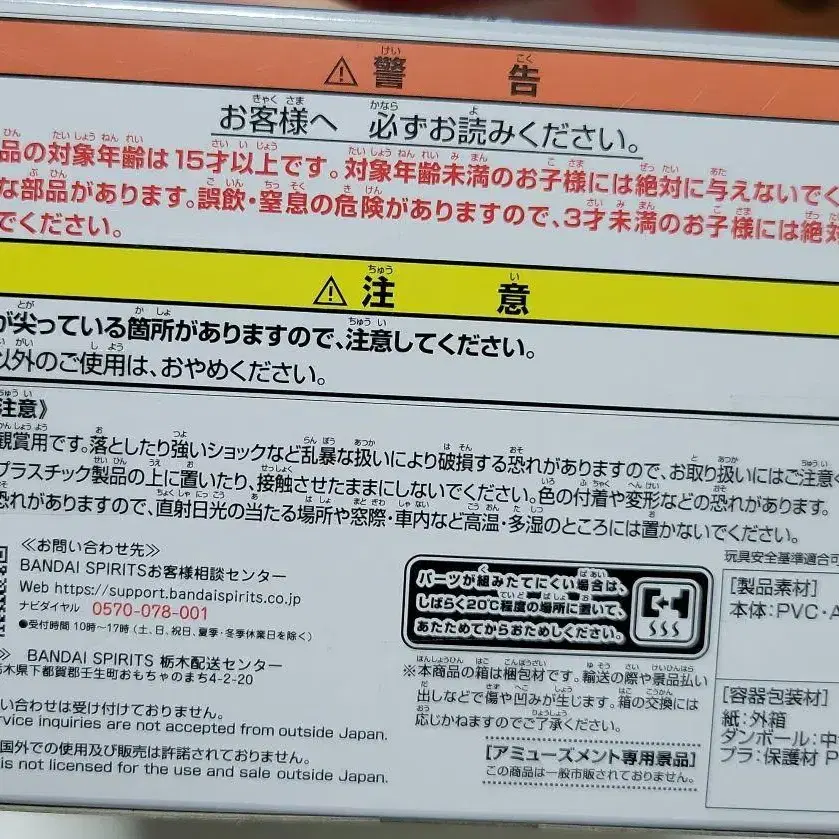 ⚠ 警告
お客様へ 必ずお読みください。
品の対象年齢は15才以上です。対象年齢未満のお子様には絶対に与えないでく
な部品があります。誤飲・窒息の危険がありますので、3才未満のお子様には絶対
でください。
⚠ 注意
が尖っている箇所がありますので、注意してください。
以外のご使用は、おやめください。
注意》
観賞用です。落としたり強いショックなど乱暴な扱いにより破損する恐れがありますので、お取り扱いにはご注意く
プラスチック製品の上に置いたり、接触させたままにしないでください。色の付着や変形などの恐れがあります。
恐れがありますので、直射日光の当たる場所や窓際・車内など高温・多湿のところには置かないでください。
≪お問い合わせ先≫
BANDAI SPIRITSお客様相談センター
Web https://support.bandaispirits.co.jp
ナビダイヤル 0570-078-001
●受付時間 10時〜17時(土、日、祝日、夏季・冬季休業日を除く)
≫ BANDAI SPIRITS 栃木配送センター
栃木県下都賀郡壬生町おもちゃのまち4-2-20
い合わせは受け付けておりません。
rvice inquiries are not accepted from outside Japan.
国外での使用及び販売は許諾されておりません。
is not licensed for the use and sale outside Japan.
パーツが組みたてにくい場合は、
しばらく20℃程度の場所に置いて、
あたためてからおためしください。
※本商品の箱は梱包材です。輸送の際や景品払い
出しなどで傷や凹みが生じます。箱の交換には
応じかねますのでご了承ください。
[アミューズメント専用景品]
この商品は一般市販されておりません。
玩具安全基準適合可
[製品素材]
本体:PVC・A
[容器包装材]
紙:外箱
ダンボール:中
プラ:保護材 P